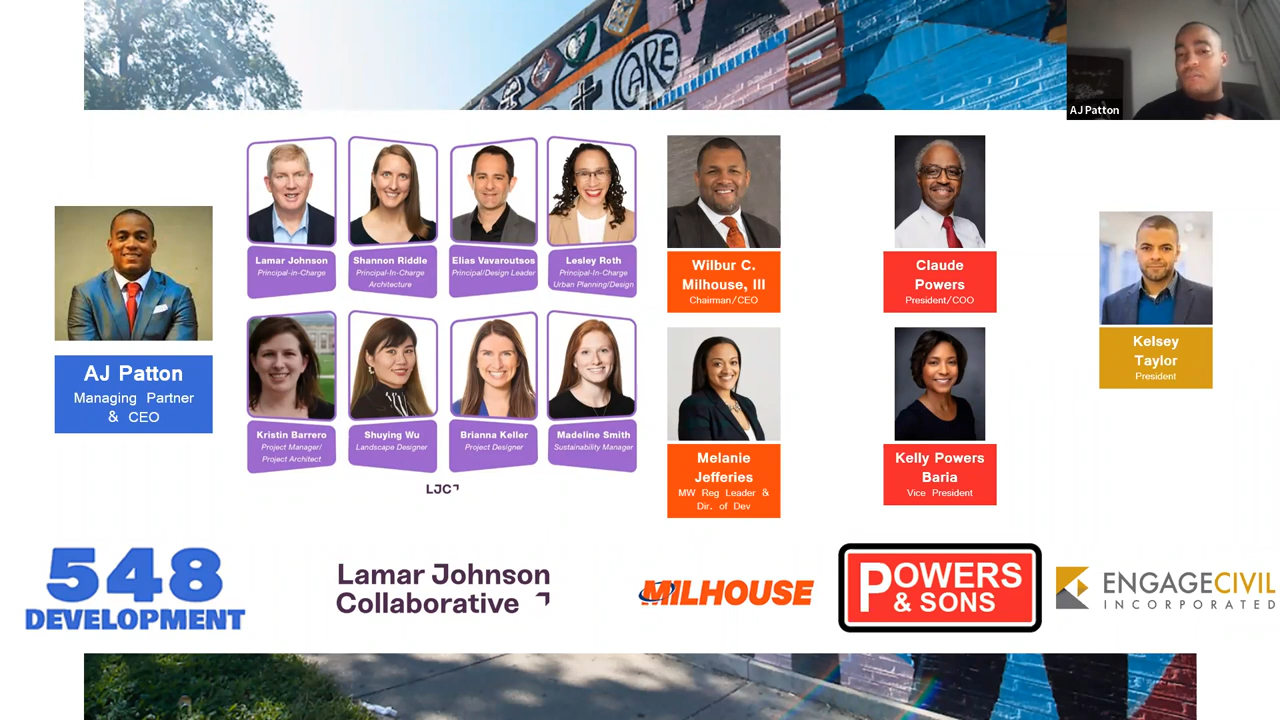 CARE
AJ Patton
Lamar Johnson
Principal-in-Charge
Shannon Riddle
Principal-In-Charge
Architecture
Elias Vavaroutsos
Principal/Design Leader
Lesley Roth
Principal-In-Charge
Urban Planning/Design
Wilbur C.
Milhouse, III
Chairman/CEO
Claude
Powers
President/COO
Kelsey
Taylor
President
AJ Patton
Managing Partner
& CEO
Kristin Barrero
Project Manager/
Project Architect
Shuying Wu
Landscape Designer
Brianna Keller
Project Designer
Madeline Smith
Sustainability Manager
LJC
Melanie
Jefferies
MW Reg Leader &
Dir. of Dev
Kelly Powers
Baria
Vice President
548
DEVELOPMENT
Lamar Johnson
Collaborative
MILHOUSE
POWERS
& SONS
ENGAGECIVIL
INCORPORATED